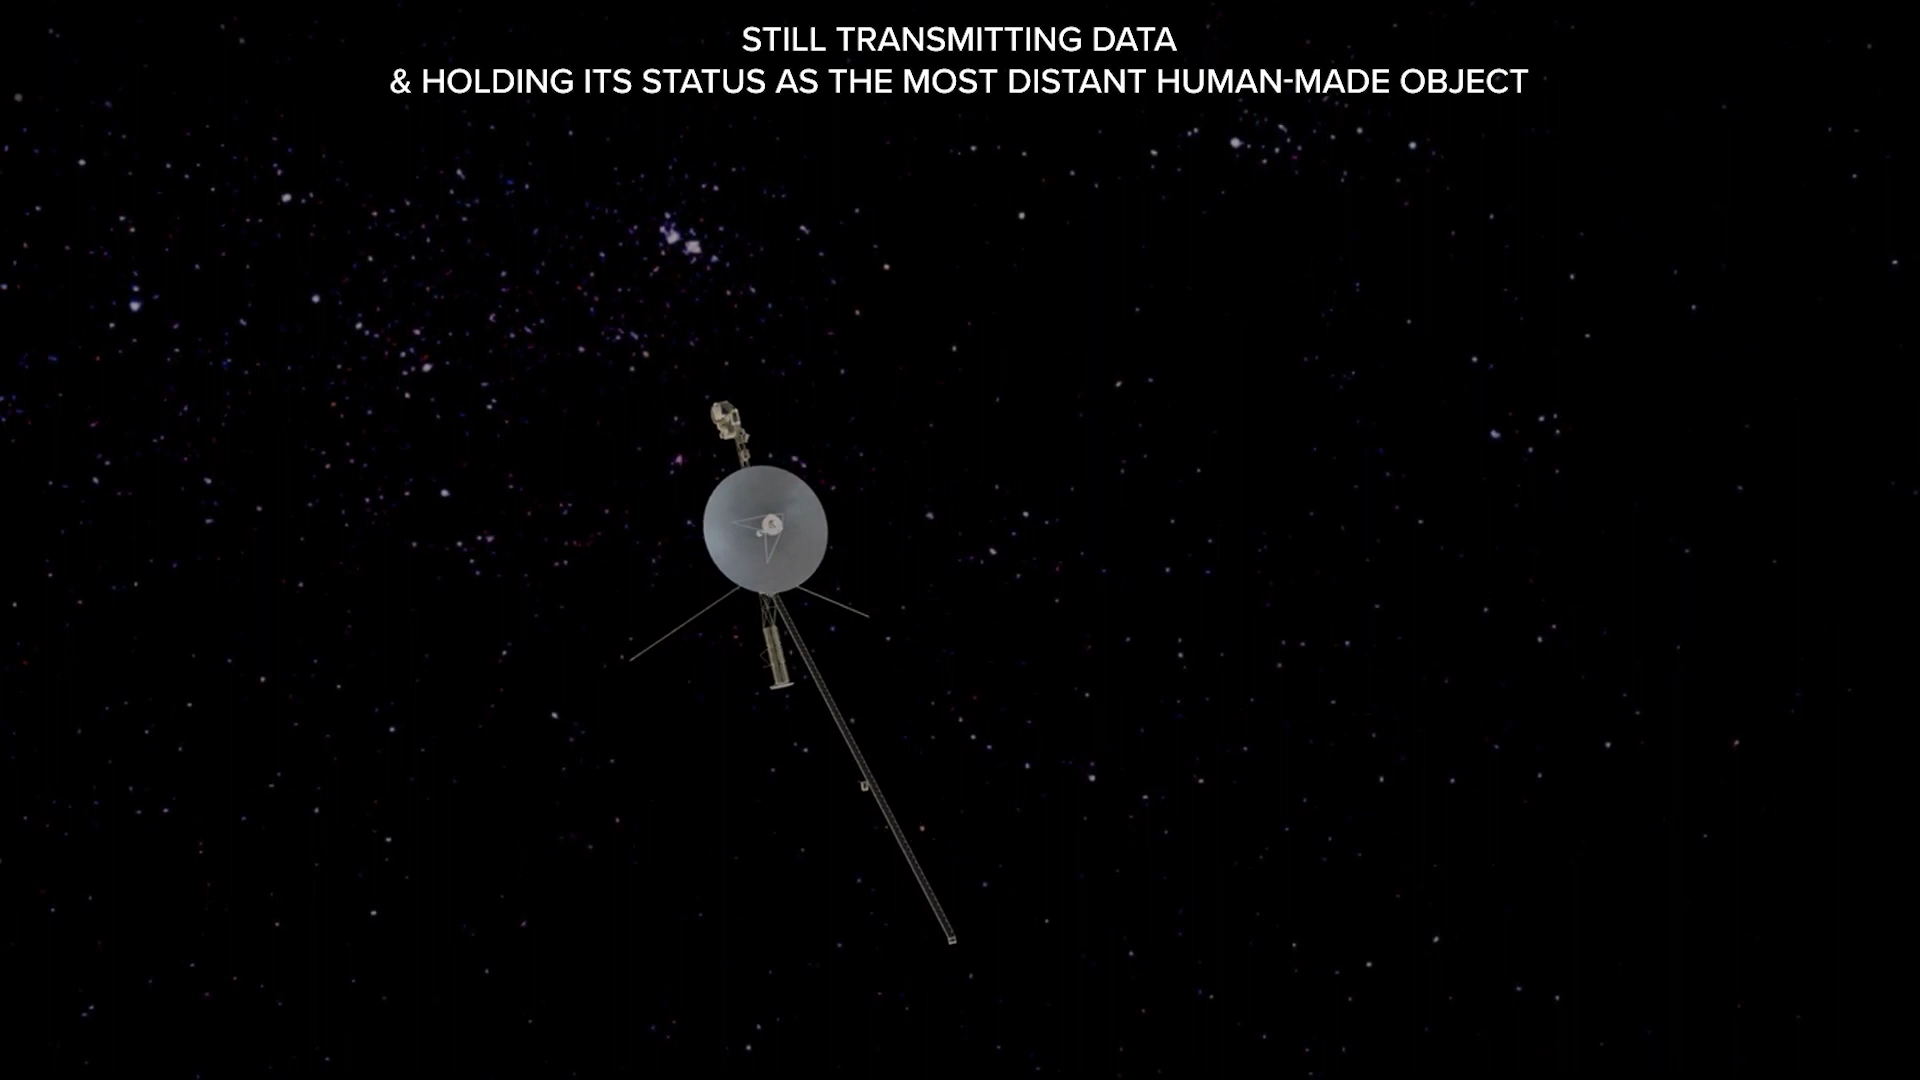 STILL TRANSMITTING DATA
& HOLDING ITS STATUS AS THE MOST DISTANT HUMAN-MADE OBJECT